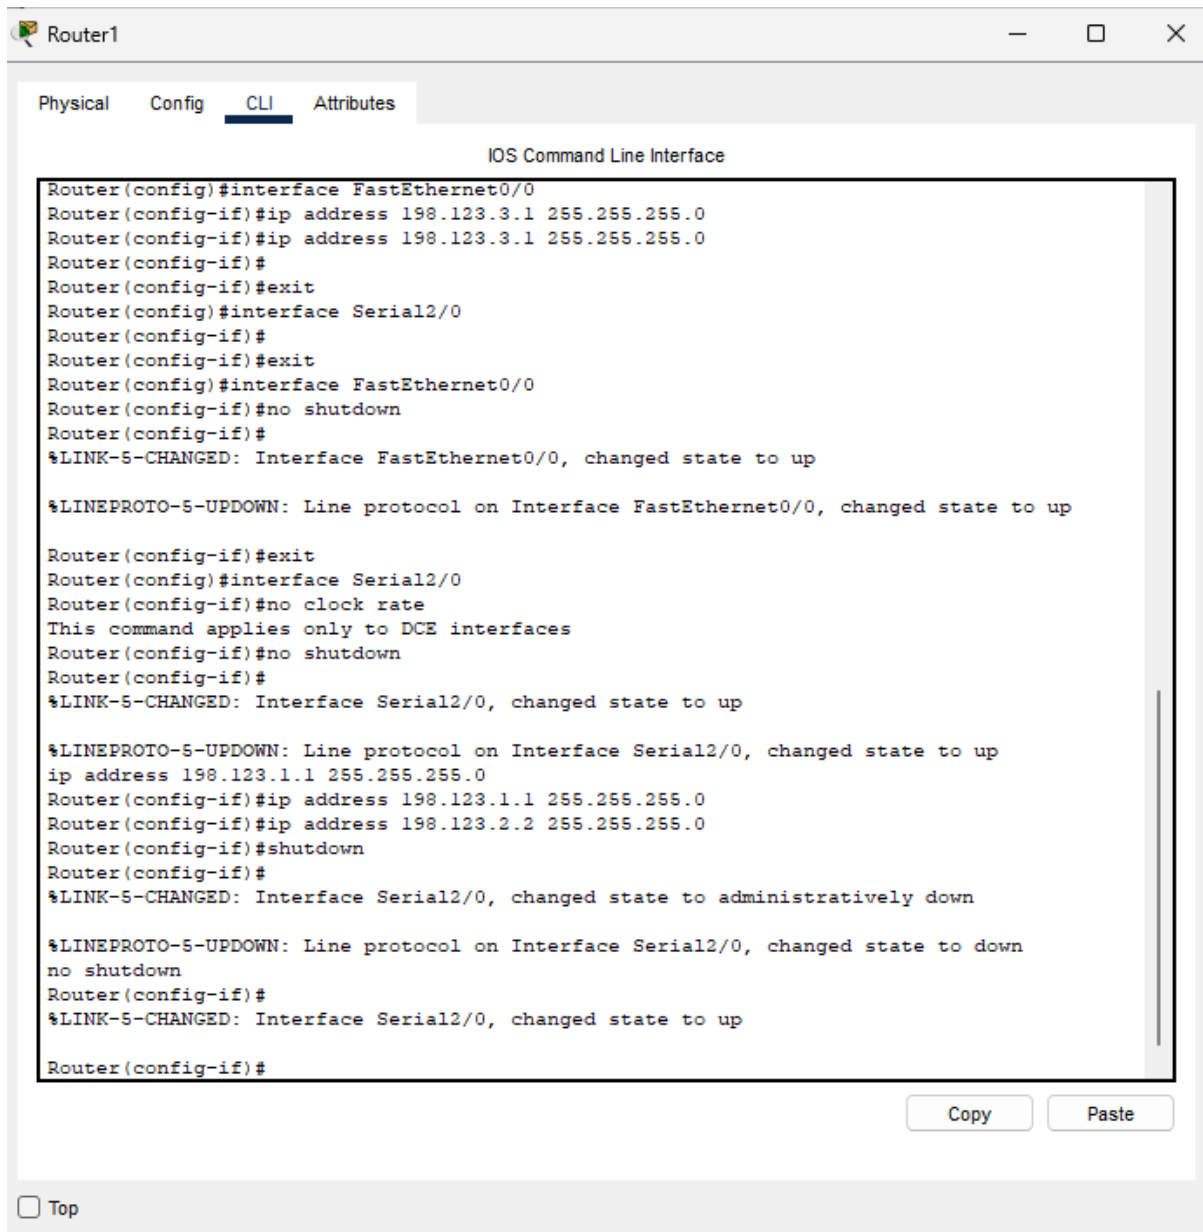 Router1
Physical Config CLI Attributes
IOS Command Line Interface
Router(config)#interface FastEthernet0/0
Router(config-if)#ip address 198.123.3.1 255.255.255.0
Router(config-if)#ip address 198.123.3.1 255.255.255.0
Router(config-if)#
Router(config-if)#exit
Router(config)#interface Serial2/0
Router(config-if)#
Router(config-if)#exit
Router(config)#interface FastEthernet0/0
Router(config-if)#no shutdown
Router(config-if)#
%LINK-5-CHANGED: Interface FastEthernet0/0, changed state to up
%LINEPROTO-5-UPDOWN: Line protocol on Interface FastEthernet0/0, changed state to up
Router(config-if)#exit
Router(config)#interface Serial2/0
Router(config-if)#no clock rate
This command applies only to DCE interfaces
Router(config-if)#no shutdown
Router(config-if)#
%LINK-5-CHANGED: Interface Serial2/0, changed state to up
%LINEPROTO-5-UPDOWN: Line protocol on Interface Serial2/0, changed state to up
ip address 198.123.1.1 255.255.255.0
Router(config-if)#ip address 198.123.1.1 255.255.255.0
Router(config-if)#ip address 198.123.2.2 255.255.255.0
Router(config-if)#shutdown
Router(config-if)#
%LINK-5-CHANGED: Interface Serial2/0, changed state to administratively down
%LINEPROTO-5-UPDOWN: Line protocol on Interface Serial2/0, changed state to down
no shutdown
Router(config-if)#
%LINK-5-CHANGED: Interface Serial2/0, changed state to up
Router(config-if)#
Copy Paste
Top